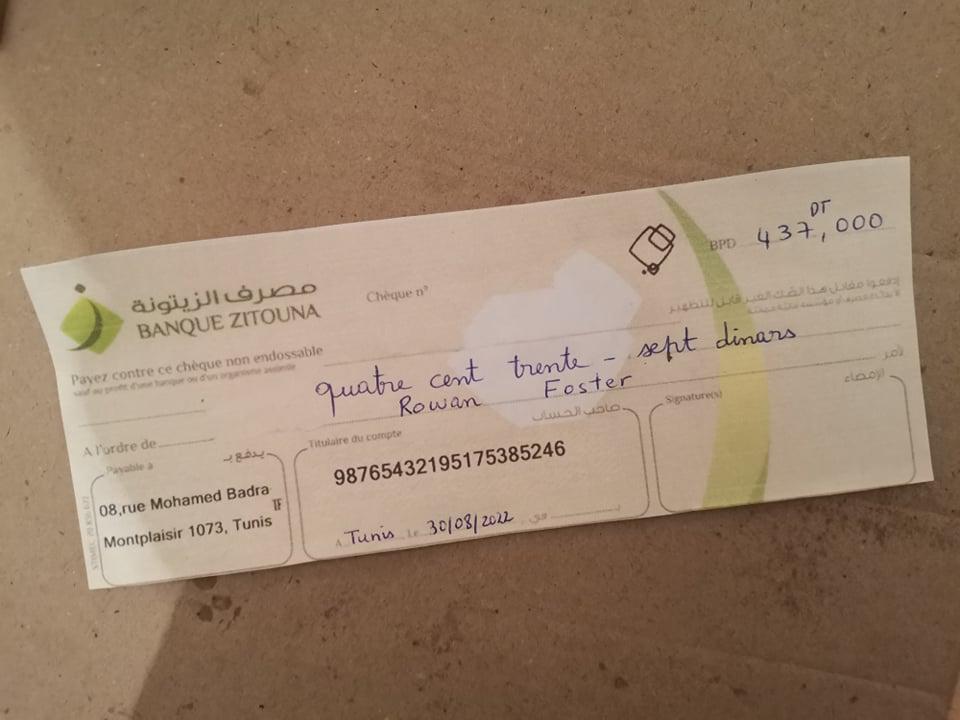 DT
BPD 437,000
مصرف الزيتونة
BANQUE ZITOUNA
Chèque n°
إدفعوا مقابل هذا الصك الغير قابل للتظهير
Payez contre ce chèque non endossable
sauf au profit d'une banque ou d'un organisme assimilé
quatre cent trente - sept dinars
لأمر
A l'ordre de
Rowan Foster
Payable à يدفع بـ
08,rue Mohamed Badra
TF
Montplaisir 1073, Tunis
Titulaire du compte صاحب الحساب
98765432195175385246
A Tunis Le 30/08/2022 في بـ
Signature(s) الإمضاء